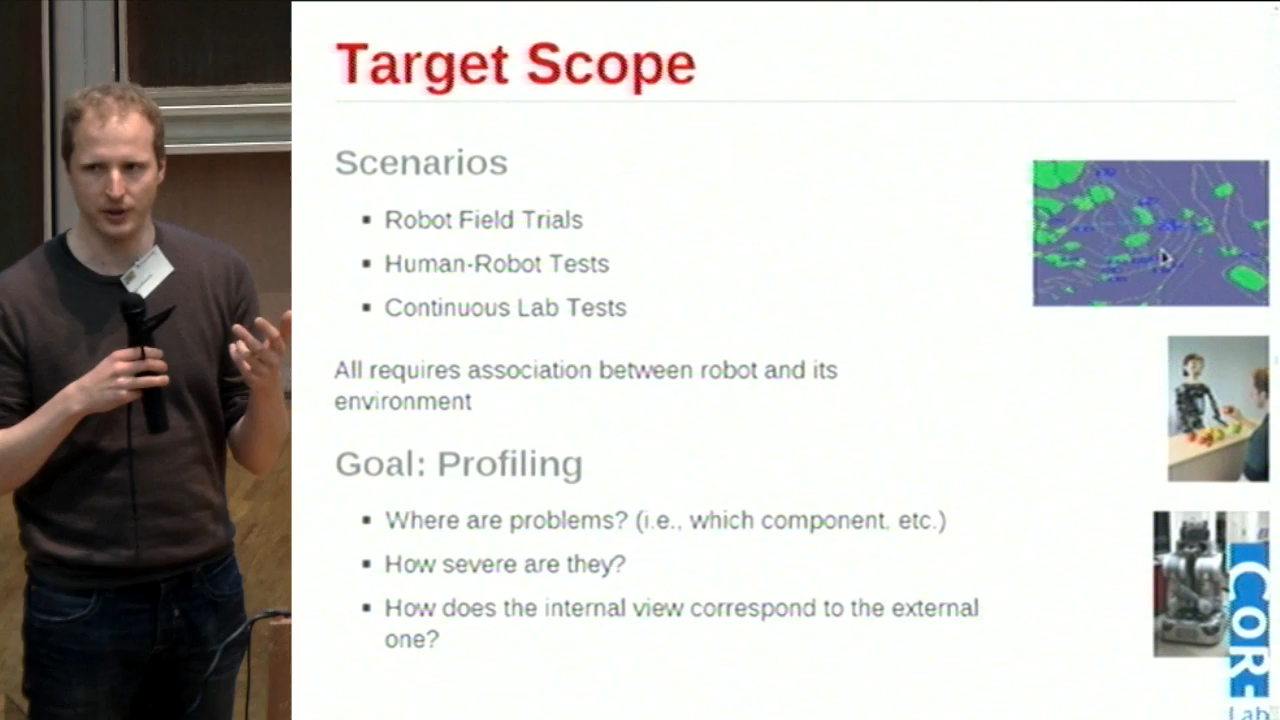 Target Scope
Scenarios
▪ Robot Field Trials
▪ Human-Robot Tests
▪ Continuous Lab Tests
All requires association between robot and its
environment
Goal: Profiling
▪ Where are problems? (i.e., which component, etc.)
▪ How severe are they?
▪ How does the internal view correspond to the external
one?
COR-
Lab